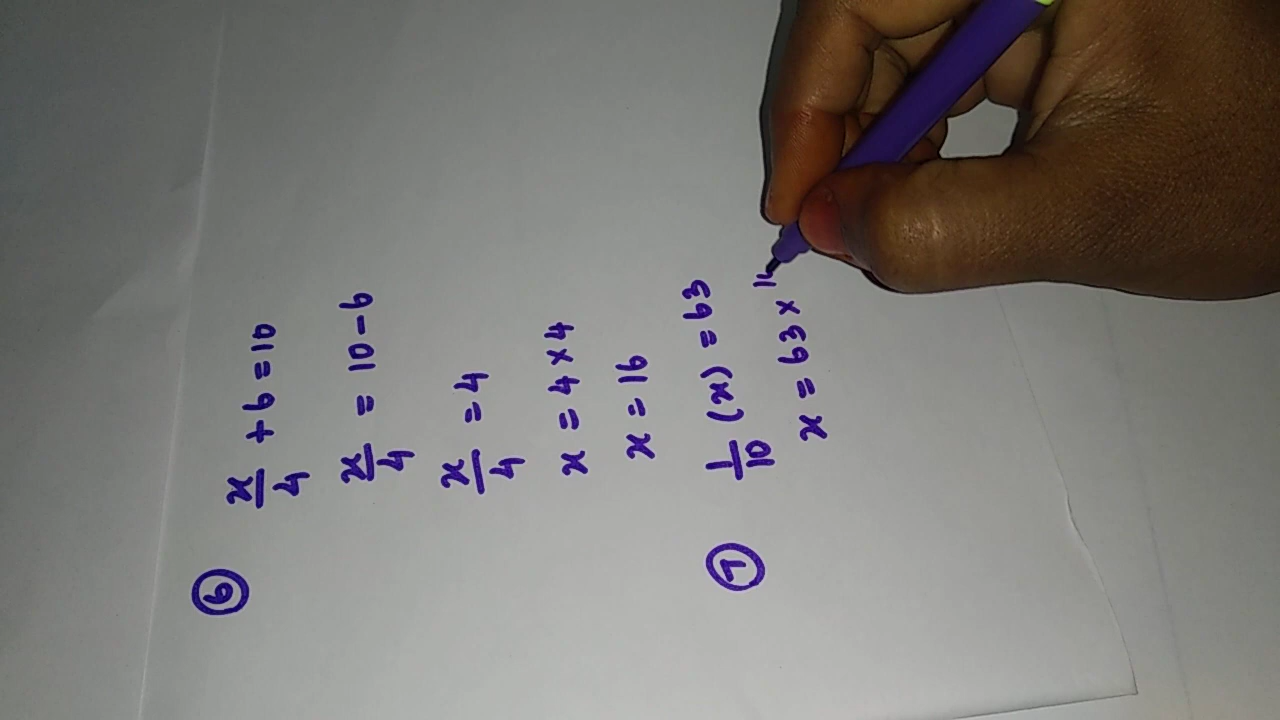 6 x/4 + 6 = 10
x/4 = 10 - 6
x/4 = 4
x = 4 × 4
x = 16
7 1/10 (x) = 63
x = 63 ×